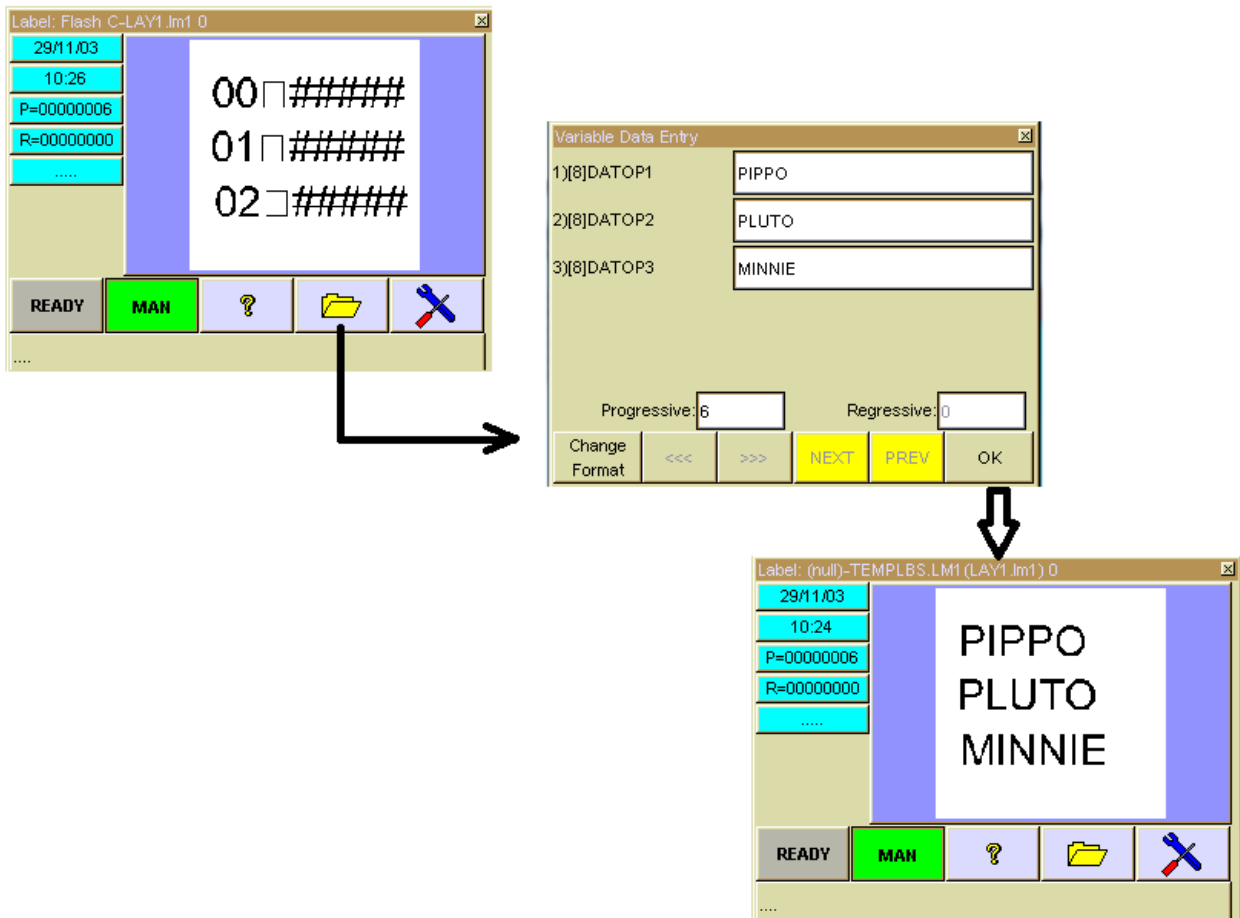 Label: Flash C-LAY1.lm1 0
29/11/03
10:26
P=00000006
R=00000000
.....
00□#####
01□#####
02□#####
READY
MAN
?
....
Variable Data Entry
1)[8]DATOP1
PIPPO
2)[8]DATOP2
PLUTO
3)[8]DATOP3
MINNIE
Progressive: 6
Regressive: 0
Change
Format
<<<
>>>
NEXT
PREV
OK
Label: (null)-TEMPLBS.LM1(LAY1.lm1) 0
29/11/03
10:24
P=00000006
R=00000000
.....
PIPPO
PLUTO
MINNIE
READY
MAN
?
....